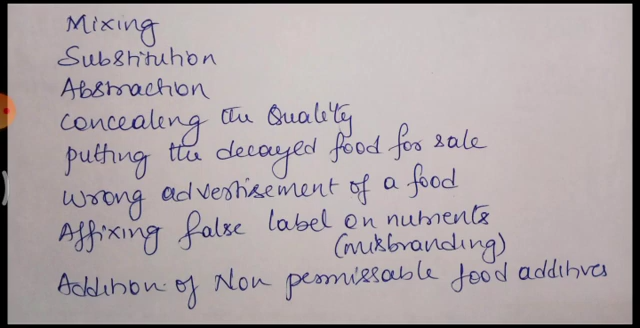 Mixing
Substitution
Abstraction
Concealing the Quality
putting the decayed food for sale
wrong advertisement of a food
Affixing false label on nutrients
(misbranding)
Addition of Non permissable food additives